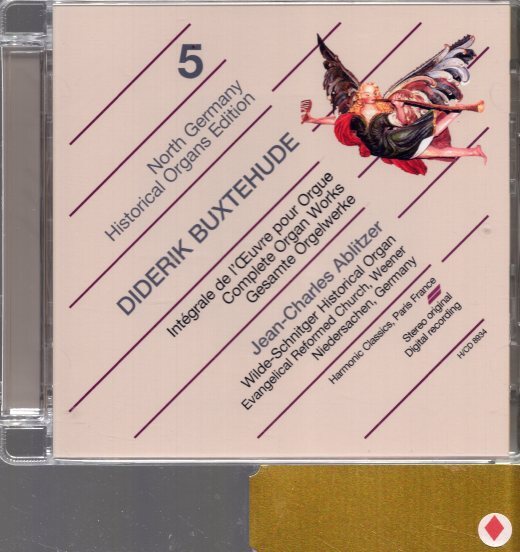 5
North Germany
Historical Organs Edition
DIDERIK BUXTEHUDE
Intégrale de l'Œuvre pour Orgue
Complete Organ Works
Gesamte Orgelwerke
Jean-Charles Ablitzer
Wilde-Schnitger Historical Organ
Evangelical Reformed Church, Weener
Niedersachen, Germany
Harmonic Classics, Paris France
Stereo original
Digital recording
H/CD 8934